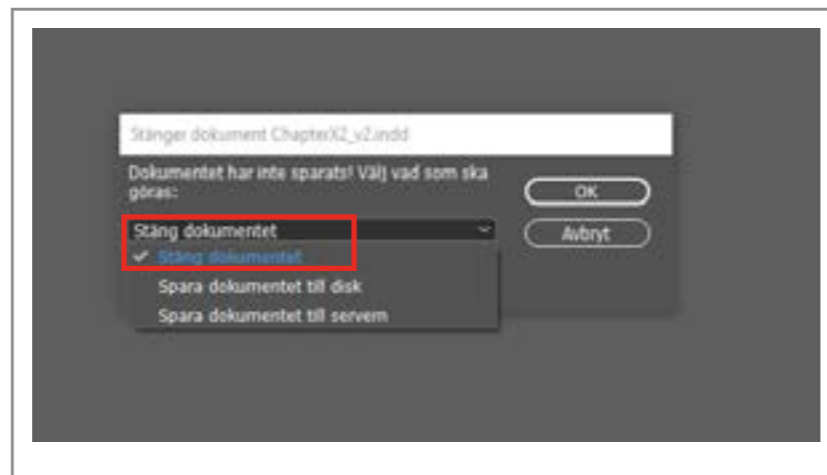 Stänger dokument ChapterX2_v2.indd
Dokumentet har inte sparats! Välj vad som ska
göras:
OK
Stäng dokumentet
Avbryt
Stäng dokumentet
Spara dokumentet till disk
Spara dokumentet till servern